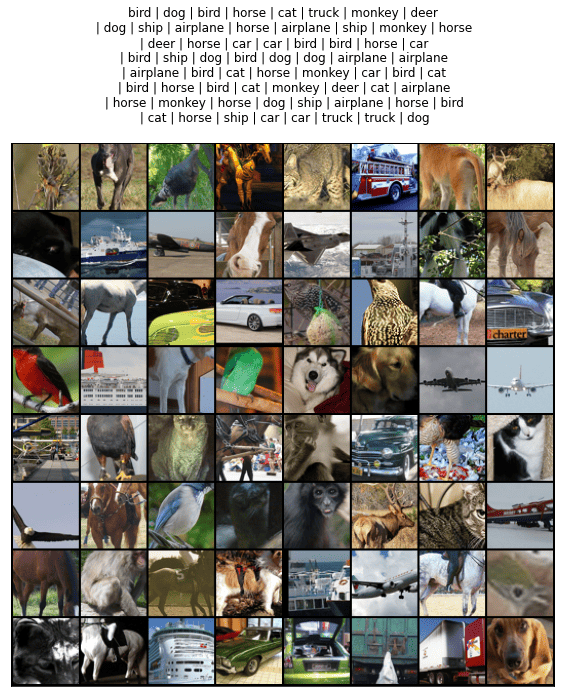 bird | dog | bird | horse | cat | truck | monkey | deer
| dog | ship | airplane | horse | airplane | ship | monkey | horse
| deer | horse | car | car | bird | bird | horse | car
| bird | ship | dog | bird | dog | dog | airplane | airplane
| airplane | bird | cat | horse | monkey | car | bird | cat
| bird | horse | bird | cat | monkey | deer | cat | airplane
| horse | monkey | horse | dog | ship | airplane | horse | bird
| cat | horse | ship | car | car | truck | truck | dog
charter